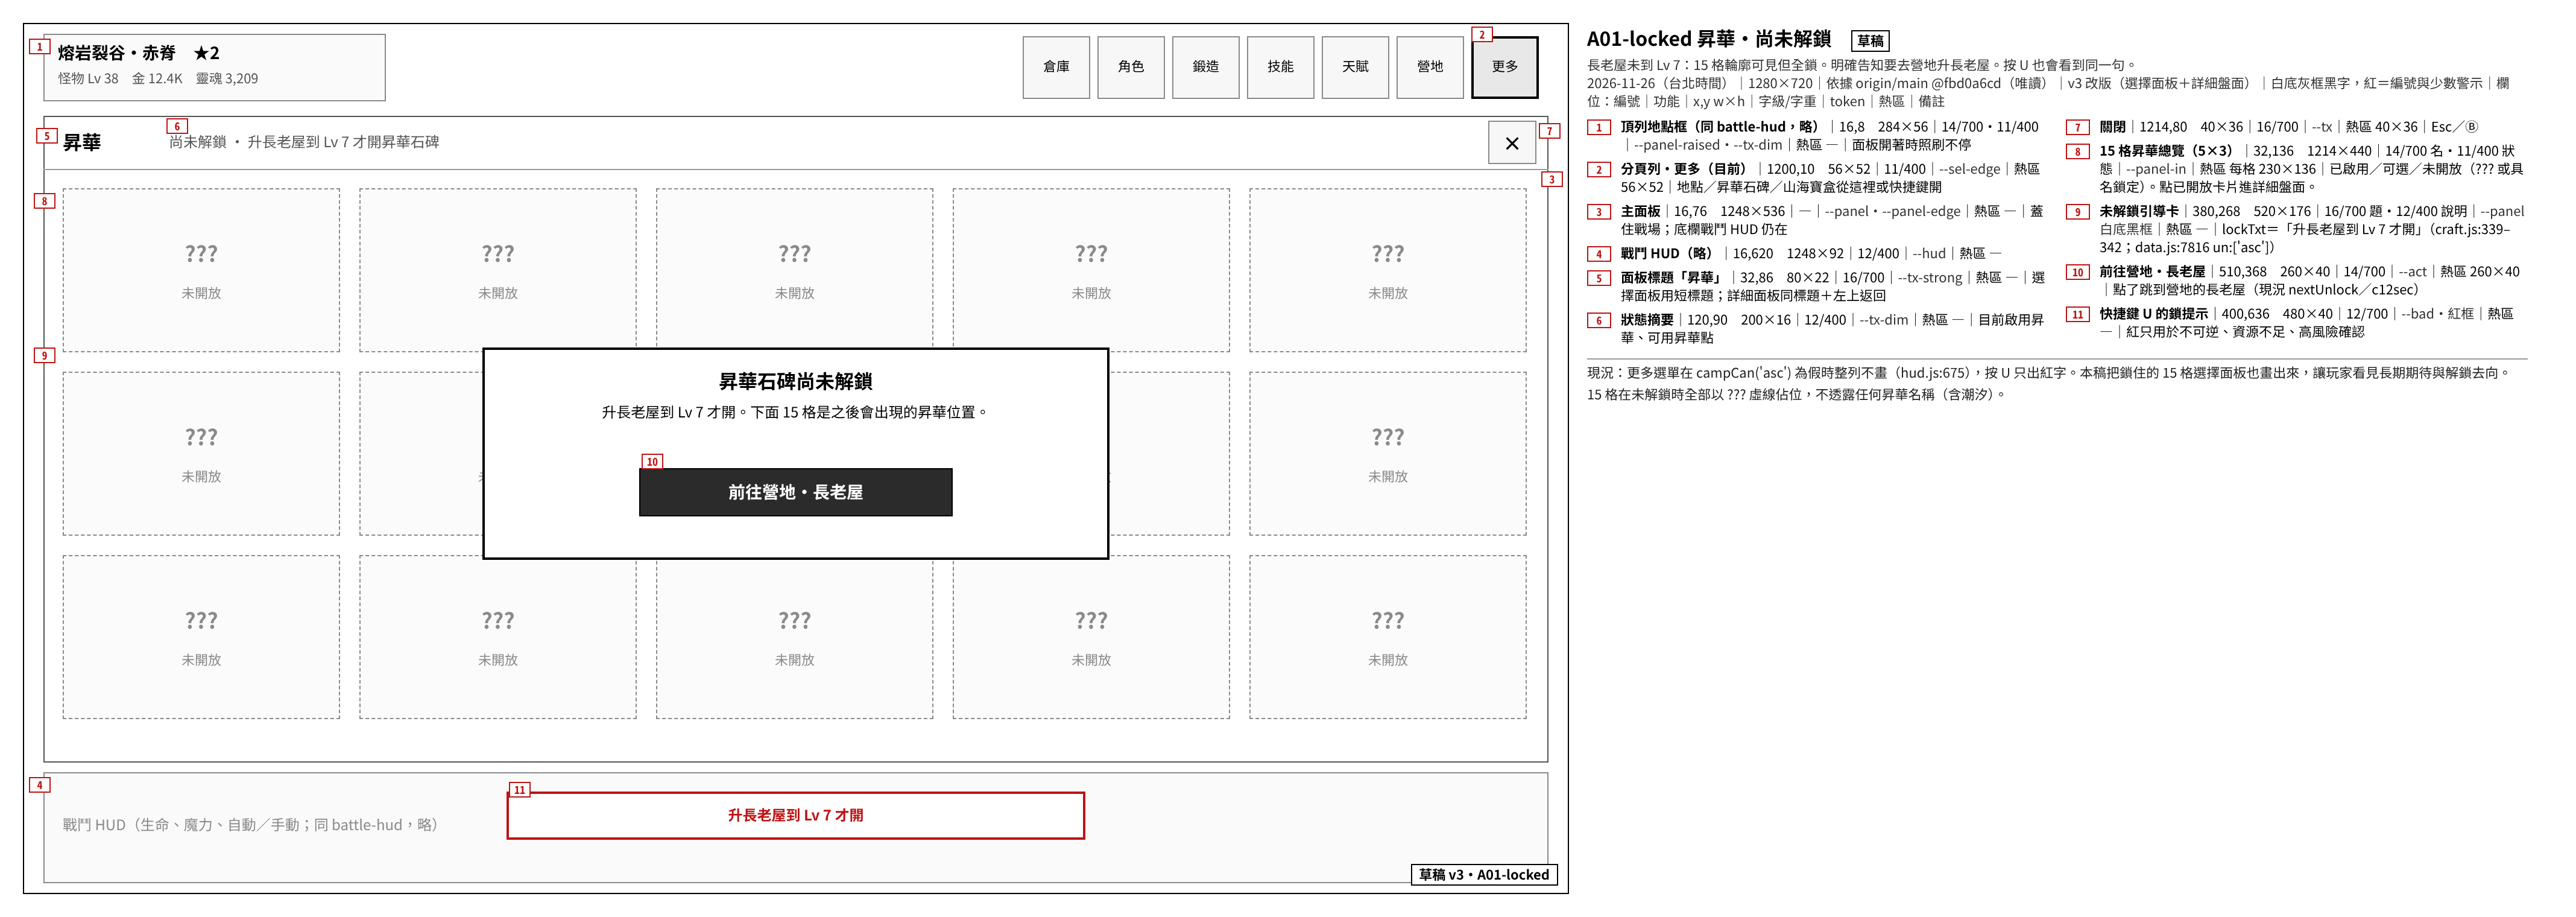 1
熔岩裂谷・赤脊　★2
怪物 Lv 38　金 12.4K　靈魂 3,209
倉庫
角色
鍛造
技能
天賦
營地
2
更多
5
昇華
6
尚未解鎖 ・ 升長老屋到 Lv 7 才開昇華石碑
7
×
3
8
???
未開放
???
未開放
???
未開放
???
未開放
???
未開放
9
???
未開放
???
未開放
昇華石碑尚未解鎖
升長老屋到 Lv 7 才開。下面 15 格是之後會出現的昇華位置。
10
前往營地・長老屋
???
未開放
???
未開放
???
未開放
???
未開放
???
未開放
4
戰鬥 HUD（生命、魔力、自動／手動；同 battle-hud，略）
11
升長老屋到 Lv 7 才開
草稿 v3・A01-locked
A01-locked 昇華・尚未解鎖　草稿
長老屋未到 Lv 7：15 格輪廓可見但全鎖。明確告知要去營地升長老屋。按 U 也會看到同一句。
2026-11-26（台北時間）｜1280×720｜依據 origin/main @fbd0a6cd（唯讀）｜v3 改版（選擇面板＋詳細盤面）｜白底灰框黑字，紅＝編號與少數警示｜欄
位：編號｜功能｜x,y w×h｜字級/字重｜token｜熱區｜備註
1 頂列地點框（同 battle-hud，略）｜16,8　284×56｜14/700・11/400
｜--panel-raised・--tx-dim｜熱區 —｜面板開著時照刷不停
2 分頁列・更多（目前）｜1200,10　56×52｜11/400｜--sel-edge｜熱區
56×52｜地點／昇華石碑／山海寶盒從這裡或快捷鍵開
3 主面板｜16,76　1248×536｜—｜--panel・--panel-edge｜熱區 —｜蓋
住戰場；底欄戰鬥 HUD 仍在
4 戰鬥 HUD（略）｜16,620　1248×92｜12/400｜--hud｜熱區 —
5 面板標題「昇華」｜32,86　80×22｜16/700｜--tx-strong｜熱區 —｜選
擇面板用短標題；詳細面板同標題＋左上返回
6 狀態摘要｜120,90　200×16｜12/400｜--tx-dim｜熱區 —｜目前啟用昇
華、可用昇華點
7 關閉｜1214,80　40×36｜16/700｜--tx｜熱區 40×36｜Esc／Ⓑ
8 15 格昇華總覽（5×3）｜32,136　1214×440｜14/700 名・11/400 狀
態｜--panel-in｜熱區 每格 230×136｜已啟用／可選／未開放（??? 或具
名鎖定）。點已開放卡片進詳細盤面。
9 未解鎖引導卡｜380,268　520×176｜16/700 題・12/400 說明｜--panel
白底黑框｜熱區 —｜lockTxt＝「升長老屋到 Lv 7 才開」（craft.js:339–
342；data.js:7816 un:['asc']）
10 前往營地・長老屋｜510,368　260×40｜14/700｜--act｜熱區 260×40
｜點了跳到營地的長老屋（現況 nextUnlock／c12sec）
11 快捷鍵 U 的鎖提示｜400,636　480×40｜12/700｜--bad・紅框｜熱區
—｜紅只用於不可逆、資源不足、高風險確認
現況：更多選單在 campCan('asc') 為假時整列不畫（hud.js:675），按 U 只出紅字。本稿把鎖住的 15 格選擇面板也畫出來，讓玩家看見長期期待與解鎖去向。
15 格在未解鎖時全部以 ??? 虛線佔位，不透露任何昇華名稱（含潮汐）。